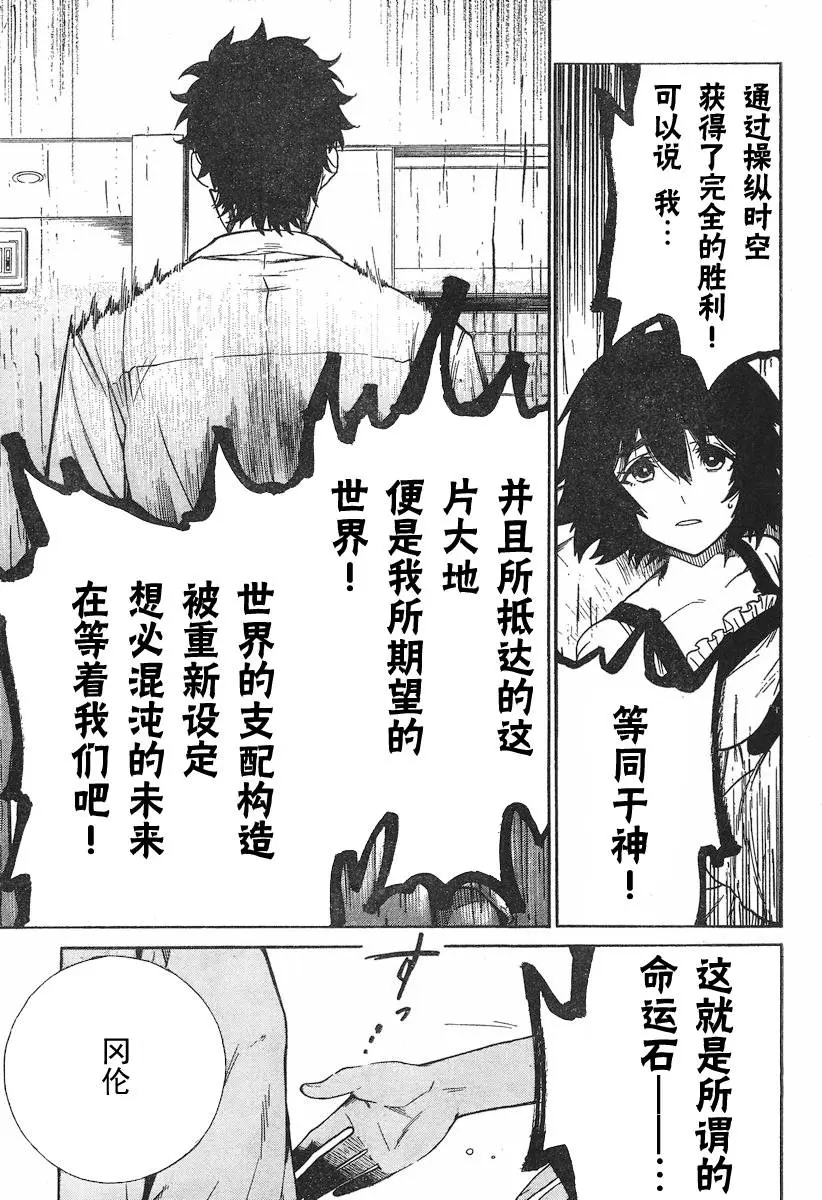 通过操纵时空
获得了完全的胜利！
可以说 我…
等同于神！
并且所抵达的这
片大地
便是我所期望的
世界！
世界的支配构造
被重新设定
想必混沌的未来
在等着我们吧！
这就是所谓的
命运石——…
冈伦